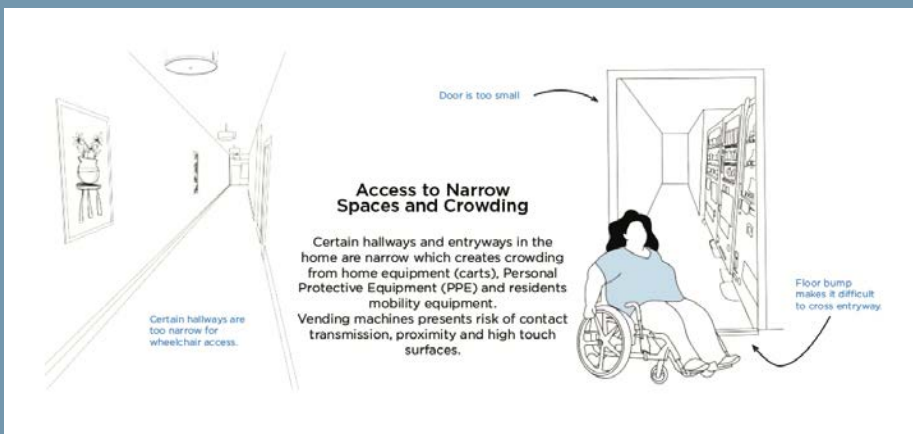 Door is too small
Access to Narrow
Spaces and Crowding
Certain hallways and entryways in the
home are narrow which creates crowding
from home equipment (carts), Personal
Protective Equipment (PPE) and residents
mobility equipment.
Vending machines presents risk of contact
transmission, proximity and high touch
surfaces.
Certain hallways are
too narrow for
wheelchair access.
Floor bump
makes it difficult
to cross entryway.